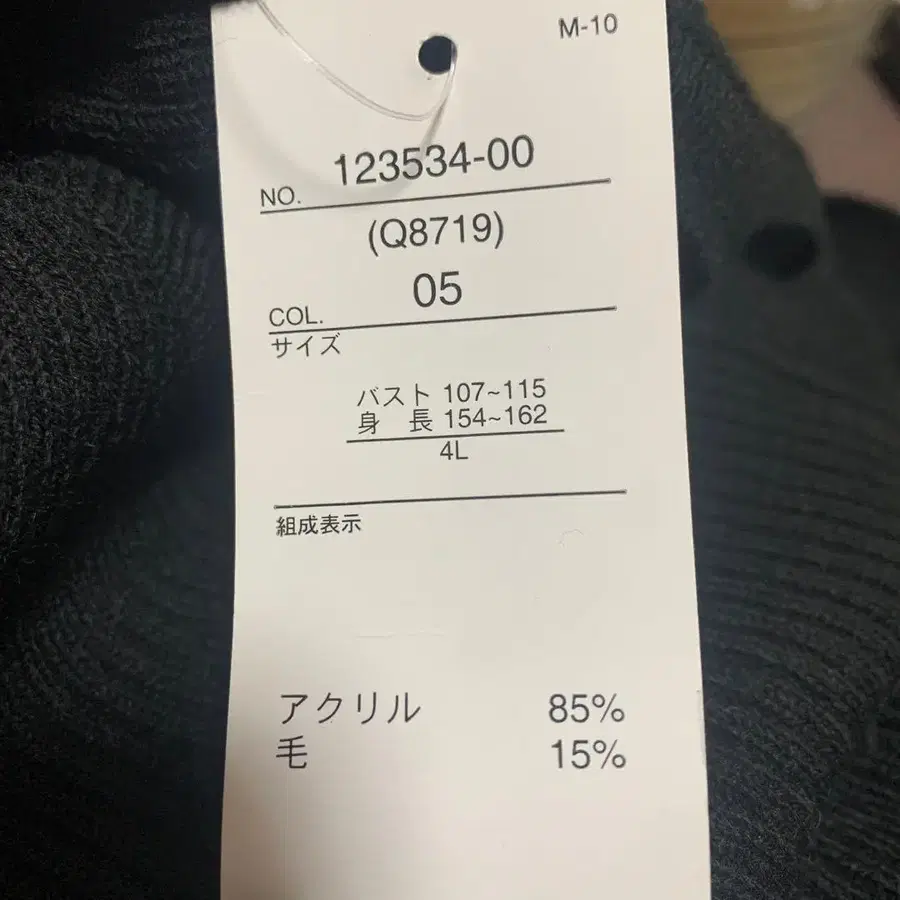 M-10
NO. 123534-00
(Q8719)
COL. 05
サイズ
バスト 107~115
身 長 154~162
4L
組成表示
アクリル 85%
毛 15%